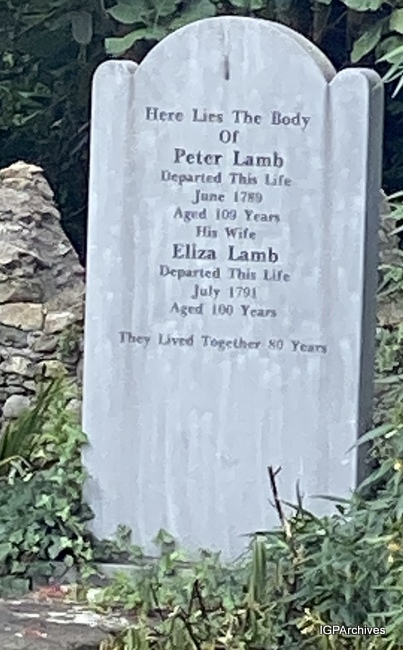 Here Lies The Body
Of
Peter Lamb
Departed This Life
June 1789
Aged 109 Years
His Wife
Eliza Lamb
Departed This Life
July 1791
Aged 100 Years
They Lived Together 80 Years
IGPArchives